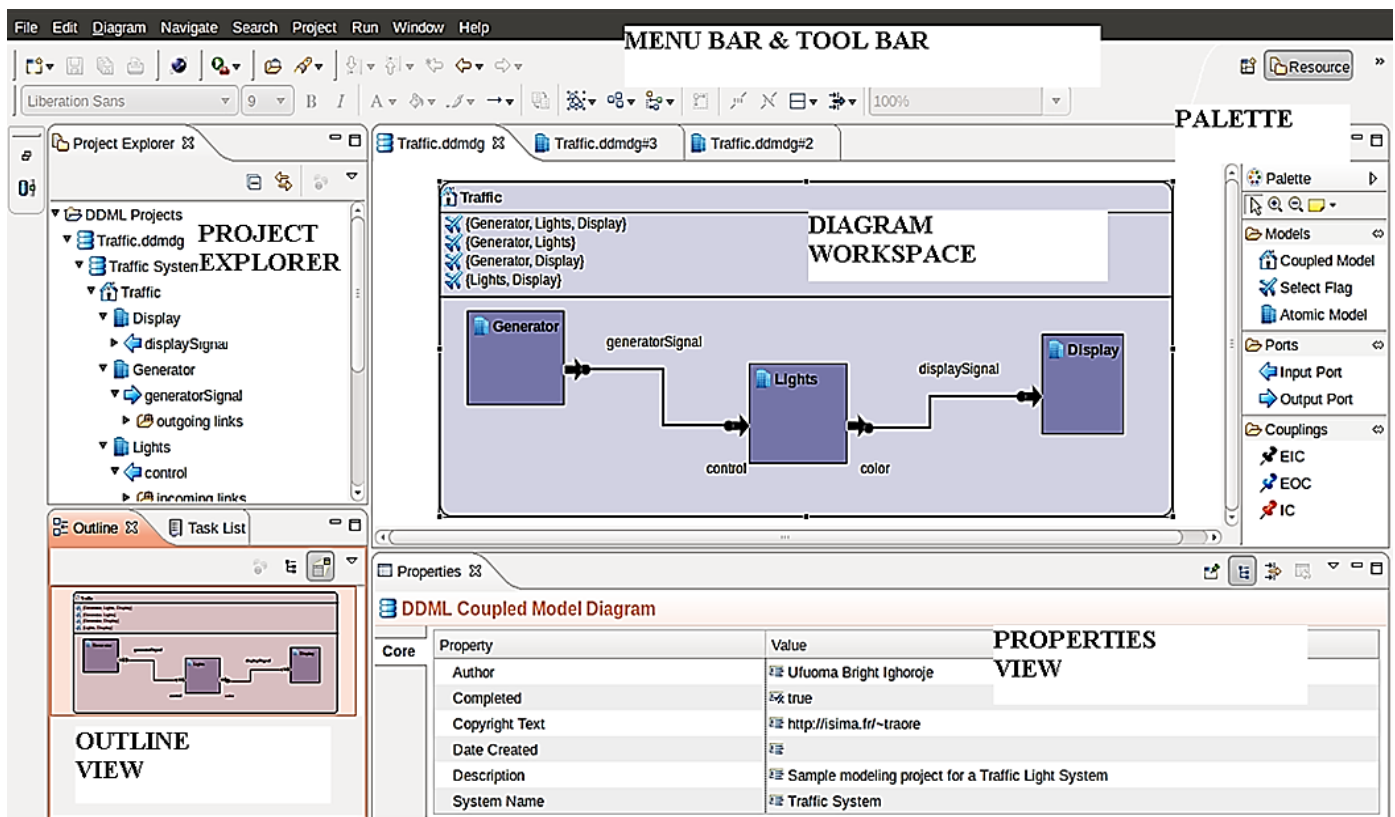 File Edit Diagram Navigate Search Project Run Window Help
MENU BAR & TOOL BAR
Resource
»
Liberation Sans
9
B I
A
100%
PALETTE
Project Explorer
Traffic.ddmdg
Traffic.ddmdg#3
Traffic.ddmdg#2
DDML Projects
Traffic.ddmdg
Traffic System
Traffic
Display
displaySignal
Generator
generatorSignal
outgoing links
Lights
control
incoming links
PROJECT
EXPLORER
Traffic
{Generator, Lights, Display}
{Generator, Lights}
{Generator, Display}
{Lights, Display}
DIAGRAM
WORKSPACE
Generator
generatorSignal
Lights
displaySignal
Display
control
color
Palette
Models
Coupled Model
Select Flag
Atomic Model
Ports
Input Port
Output Port
Couplings
EIC
EOC
IC
Outline
Task List
OUTLINE
VIEW
Properties
DDML Coupled Model Diagram
Core
Property Value
Author Ufuoma Bright Ighoroje
Completed true
Copyright Text http://isima.fr/~traore
Date Created
Description Sample modeling project for a Traffic Light System
System Name Traffic System
PROPERTIES
VIEW